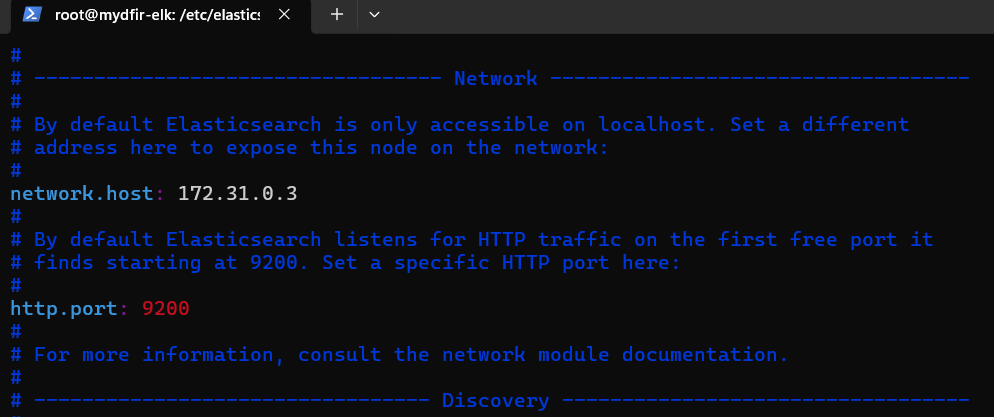 root@mydfir-elk: /etc/elastics
#
# ---------------------------------- Network -----------------------------------
#
# By default Elasticsearch is only accessible on localhost. Set a different
# address here to expose this node on the network:
#
network.host: 172.31.0.3
#
# By default Elasticsearch listens for HTTP traffic on the first free port it
# finds starting at 9200. Set a specific HTTP port here:
#
http.port: 9200
#
# For more information, consult the network module documentation.
#
# --------------------------------- Discovery ----------------------------------